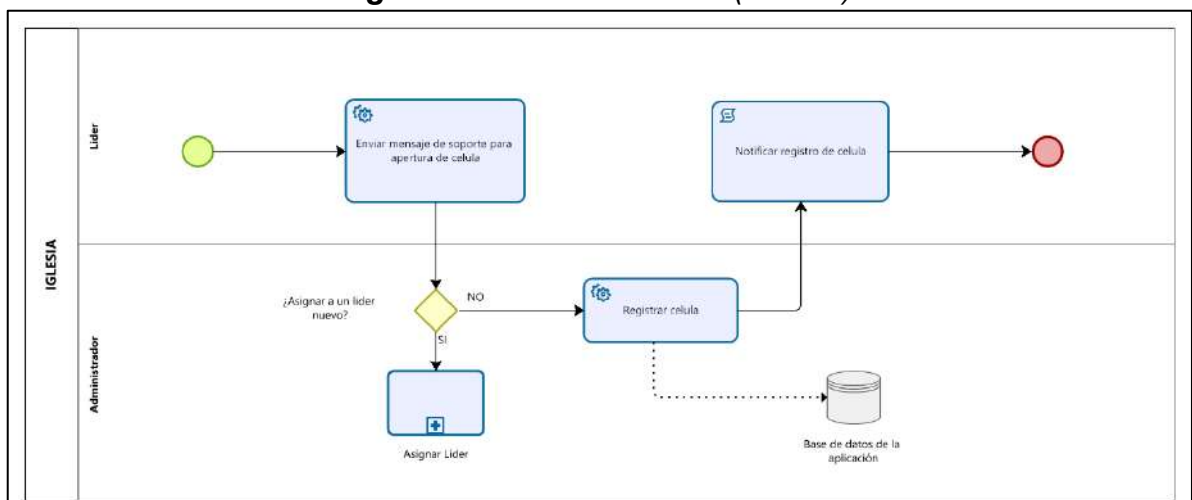 IGLESIA
Lider
Enviar mensaje de soporte para
apertura de celula
Notificar registro de celula
Administrador
¿Asignar a un lider
nuevo?
NO
SI
Registrar celula
Asignar Lider
Base de datos de la
aplicación